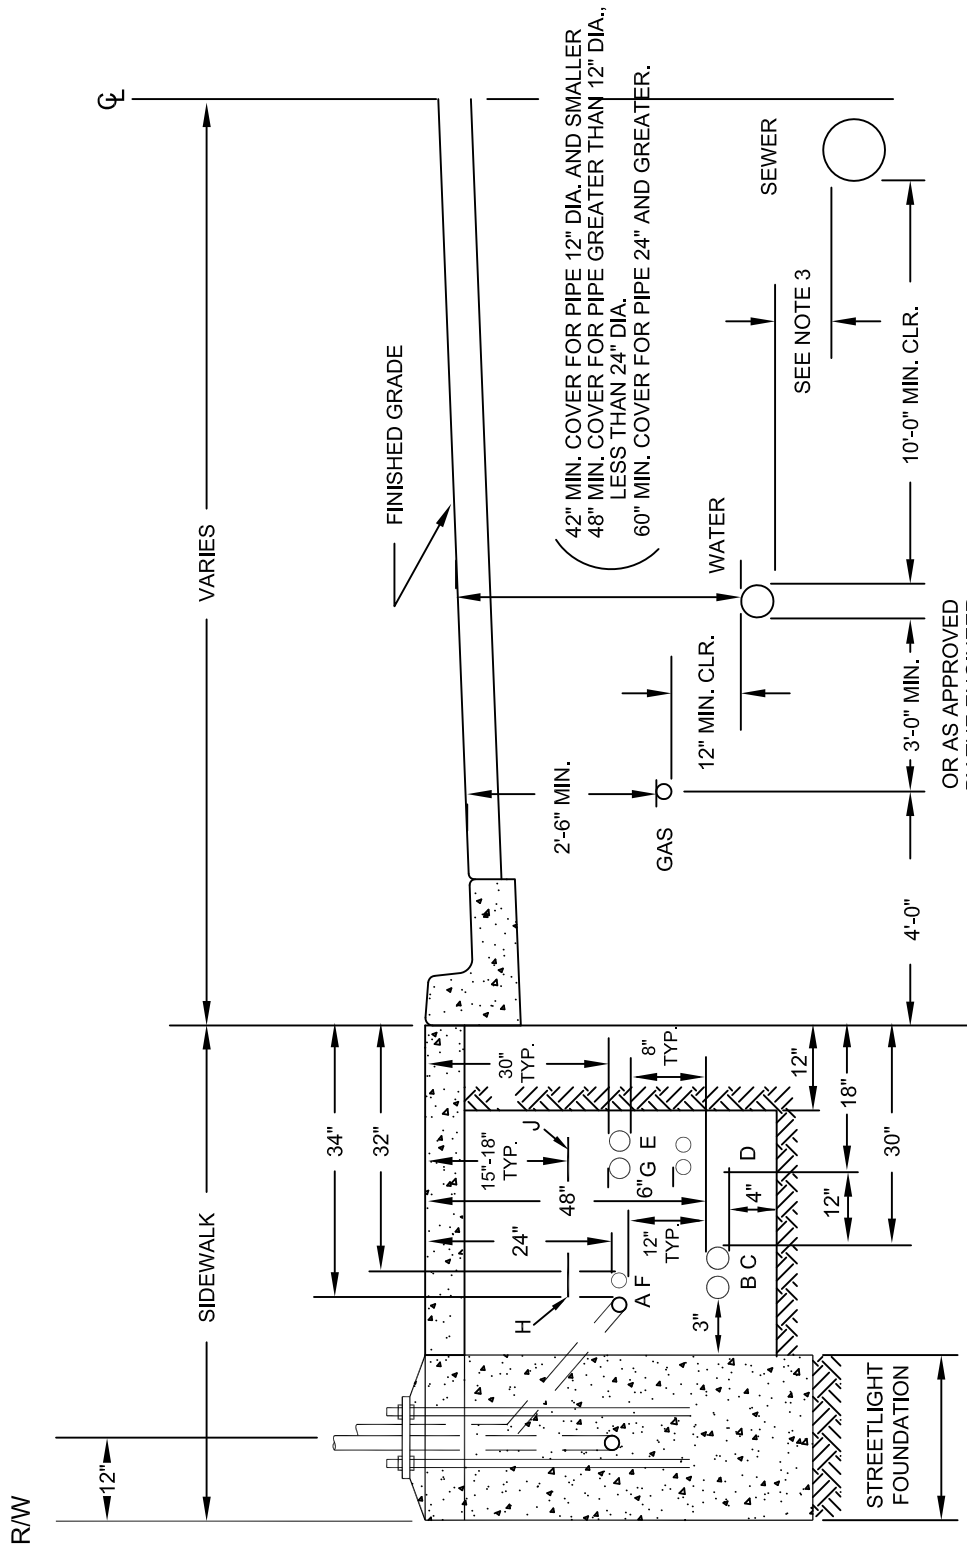 R/W
12"
SIDEWALK
VARIES
℄
34"
32"
FINISHED GRADE
42" MIN. COVER FOR PIPE 12" DIA. AND SMALLER
48" MIN. COVER FOR PIPE GREATER THAN 12" DIA.,
LESS THAN 24" DIA.
60" MIN. COVER FOR PIPE 24" AND GREATER.
H
24"
48"
15"-18"
TYP.
J
30"
TYP.
2'-6" MIN.
GAS
12" MIN. CLR.
WATER
SEWER
SEE NOTE 3
A F
12"
TYP.
6"
G E
8"
TYP.
3"
B C
D
4"
12"
12"
18"
30"
STREETLIGHT
FOUNDATION
4'-0"
3'-0" MIN.
10'-0" MIN. CLR.
OR AS APPROVED